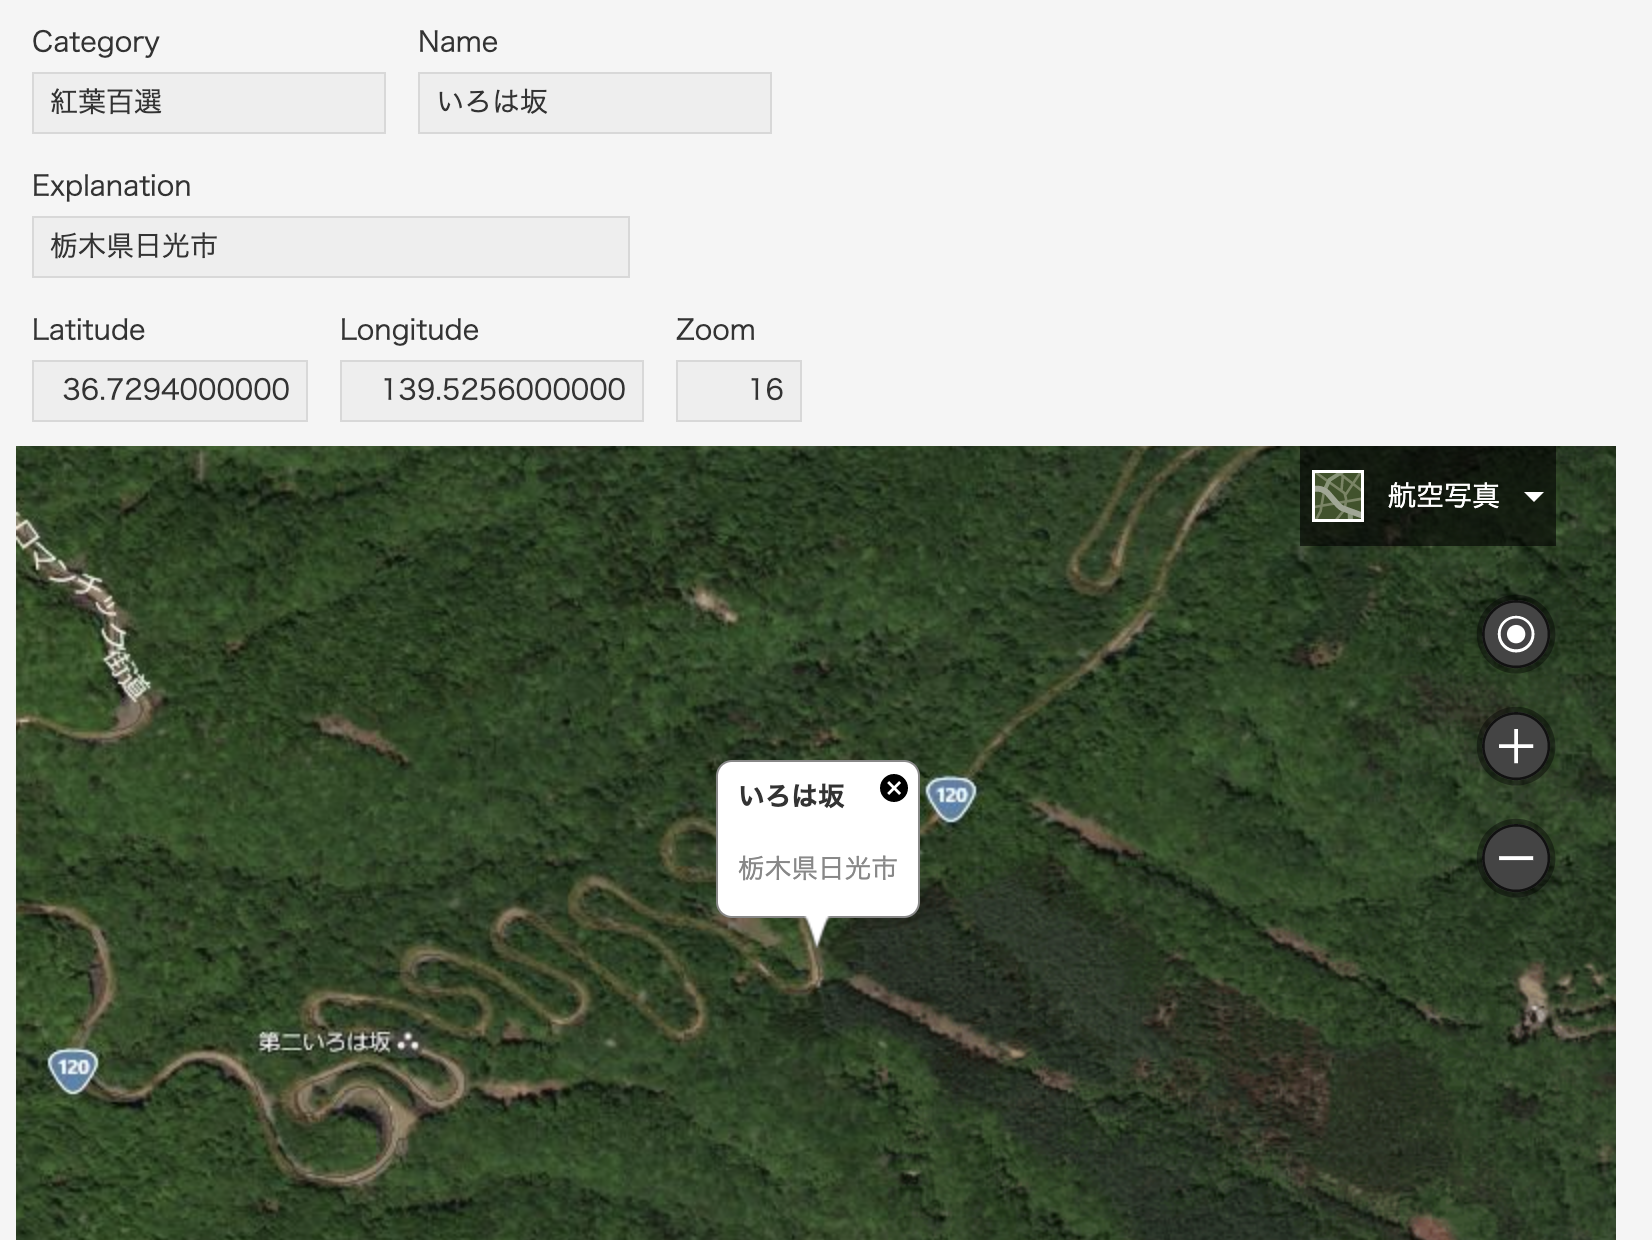 Category
Name
紅葉百選
いろは坂
Explanation
栃木県日光市
Latitude
Longitude
Zoom
36.7294000000
139.5256000000
16
航空写真
ロマンチック街道
いろは坂
120
栃木県日光市
第二いろは坂
120